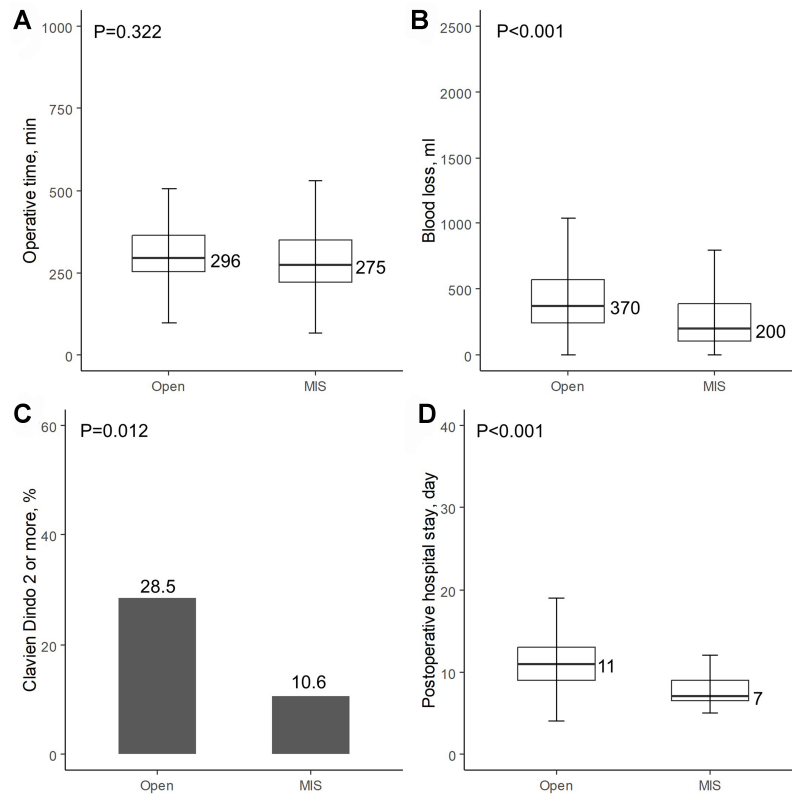 A
P=0.322
Operative time, min
1000
750
500
250
0
296
275
Open
MIS
B
P<0.001
Blood loss, ml
2500
2000
1500
1000
500
0
370
200
Open
MIS
C
P=0.012
Clavien Dindo 2 or more, %
60
40
20
0
28.5
10.6
Open
MIS
D
P<0.001
Postoperative hospital stay, day
40
30
20
10
0
11
7
Open
MIS